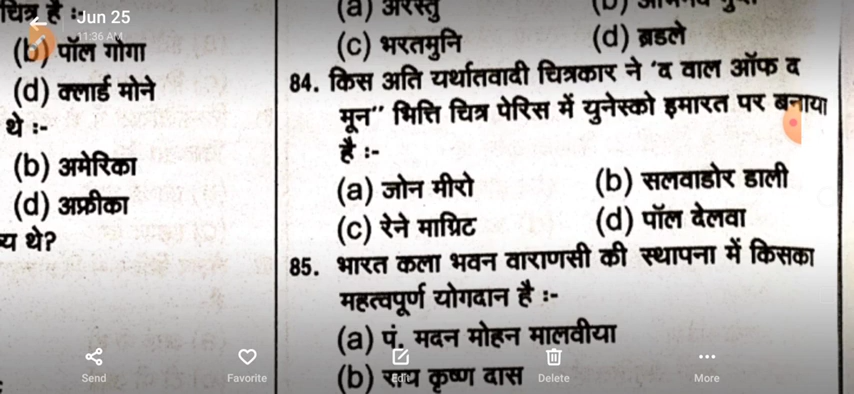 चित्र है :-
Jun 25
11:36 AM
(b) पॉल गोगा
(d) क्लार्ड मोने
थे :-
(b) अमेरिका
(d) अफ्रीका
य थे?
(a) अरस्तु
(c) भरतमुनि
(d) ब्रडले
84. किस अति यर्थातवादी चित्रकार ने 'द वाल ऑफ द
मून" भित्ति चित्र पेरिस में युनेस्को इमारत पर बनाया
है :-
(a) जोन मीरो
(b) सलवाडोर डाली
(c) रेने माग्रिट
(d) पॉल देलवा
85. भारत कला भवन वाराणसी की स्थापना में किसका
महत्वपूर्ण योगदान है :-
(a) पं. मदन मोहन मालवीया
(b) राय कृष्ण दास
Send
Favorite
Edit
Delete
More